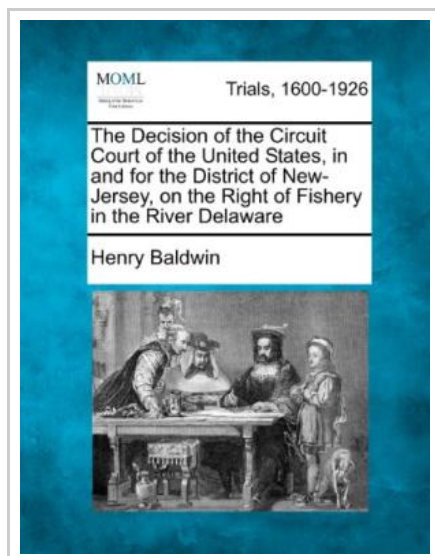 MOML
Trials, 1600-1926
The Decision of the Circuit
Court of the United States, in
and for the District of New-
Jersey, on the Right of Fishery
in the River Delaware
Henry Baldwin